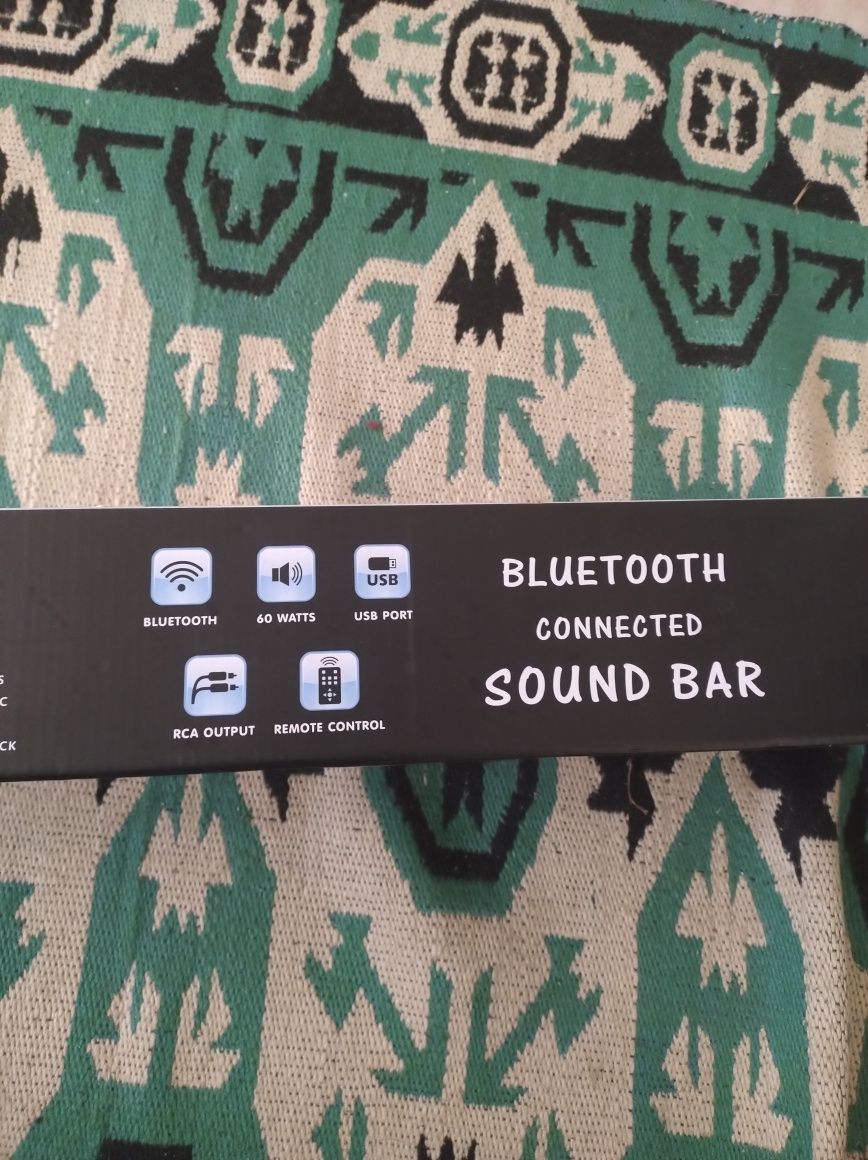 BLUETOOTH
60 WATTS
USB
USB PORT
RCA OUTPUT
REMOTE CONTROL
BLUETOOTH
CONNECTED
SOUND BAR